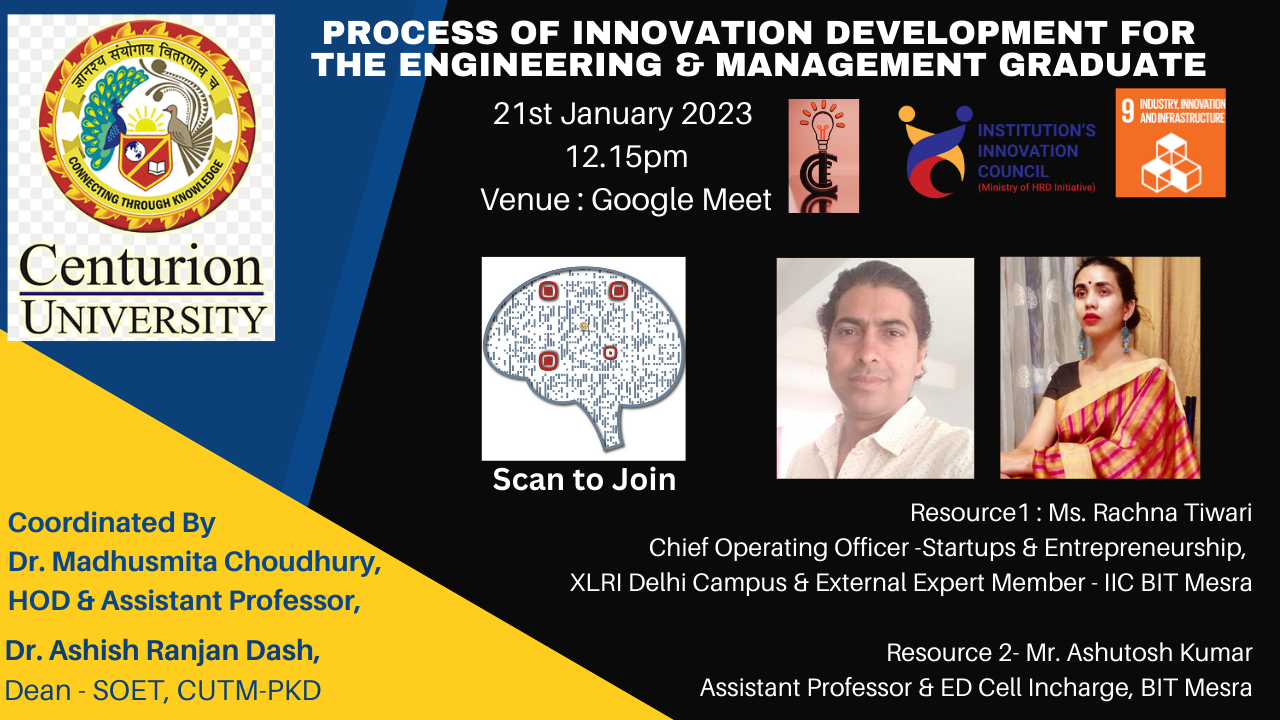 PROCESS OF INNOVATION DEVELOPMENT FOR
THE ENGINEERING & MANAGEMENT GRADUATE
21st January 2023
12.15pm
Venue : Google Meet
ज्ञानस्य संयोगाय वितरणाय च
CONNECTING THROUGH KNOWLEDGE
Centurion
UNIVERSITY
INSTITUTION'S
INNOVATION
COUNCIL
(Ministry of HRD Initiative)
9 INDUSTRY, INNOVATION
AND INFRASTRUCTURE
Scan to Join
Coordinated By
Dr. Madhusmita Choudhury,
HOD & Assistant Professor,
Dr. Ashish Ranjan Dash,
Dean - SOET, CUTM-PKD
Resource1 : Ms. Rachna Tiwari
Chief Operating Officer -Startups & Entrepreneurship,
XLRI Delhi Campus & External Expert Member - IIC BIT Mesra
Resource 2- Mr. Ashutosh Kumar
Assistant Professor & ED Cell Incharge, BIT Mesra